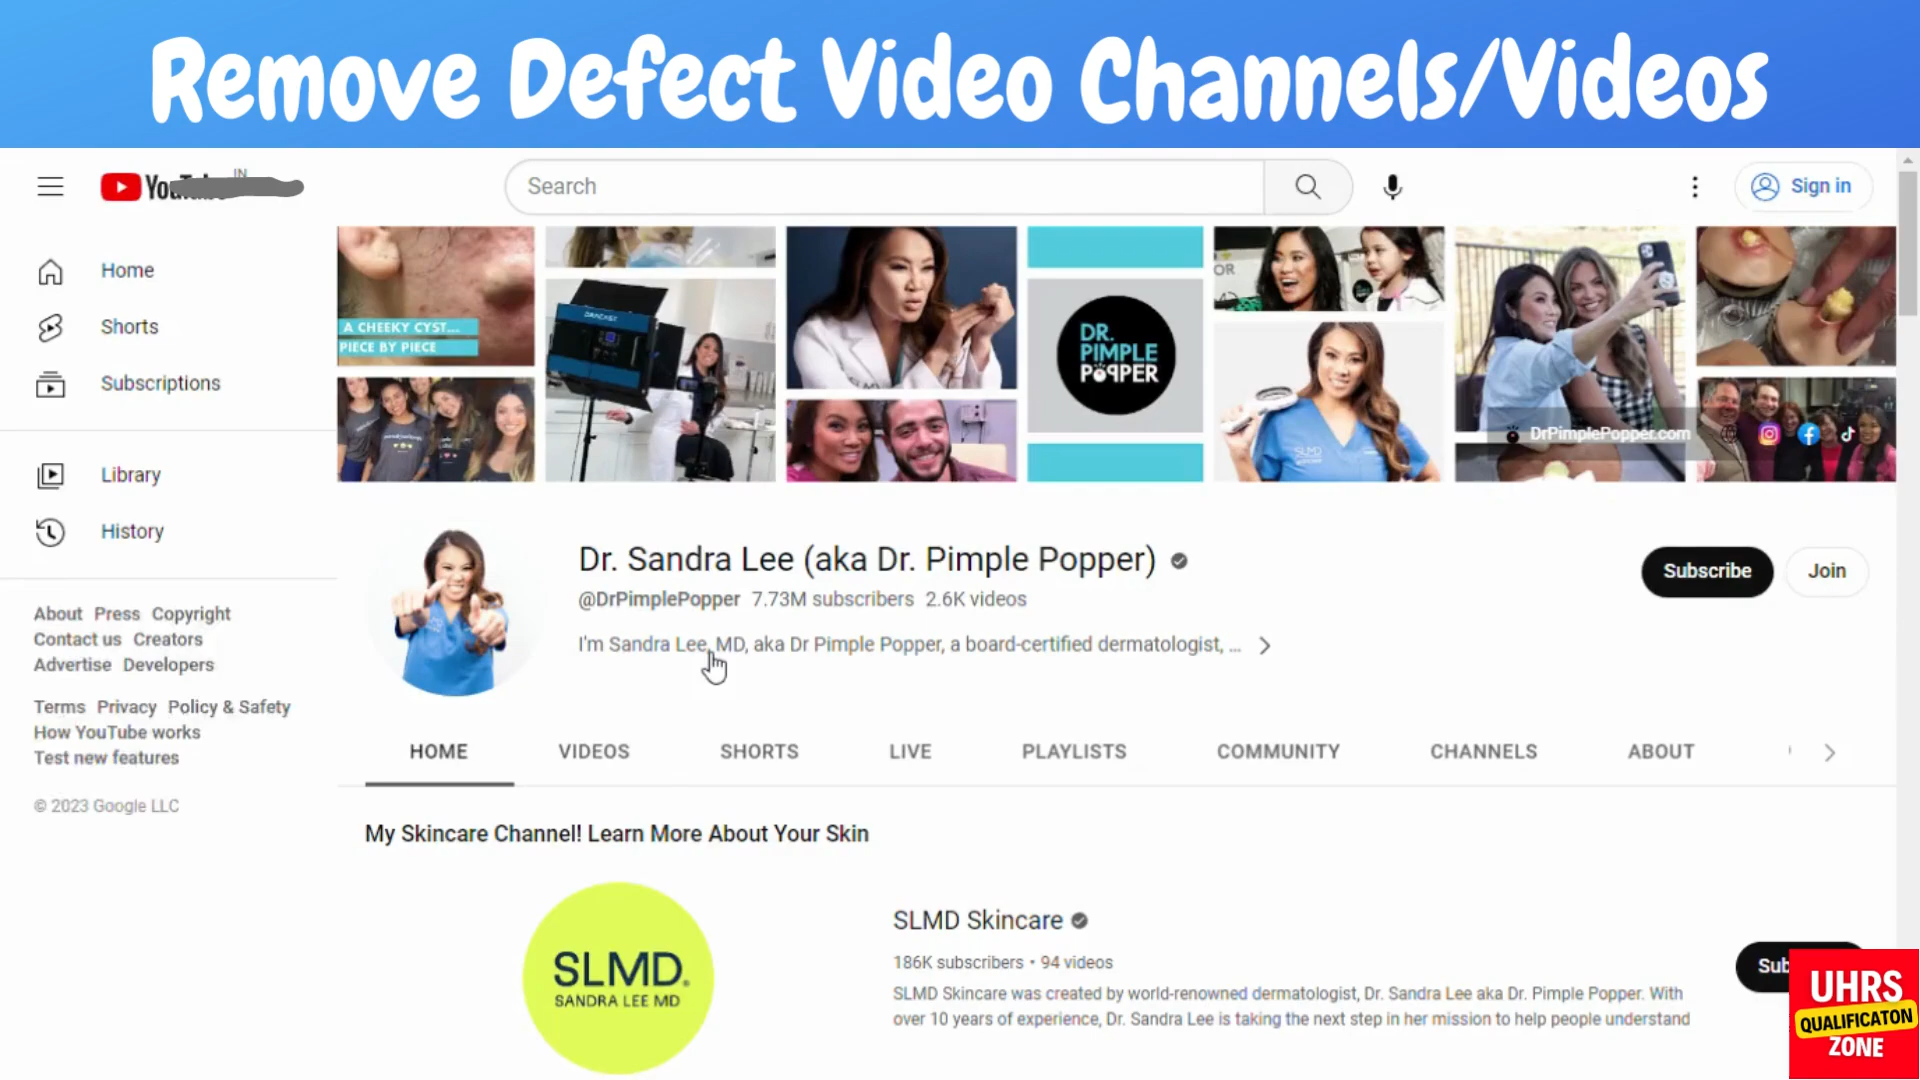 Remove Defect Video Channels/Videos
IN
Search
Sign in
Home
Shorts
Subscriptions
Library
History
About Press Copyright
Contact us Creators
Advertise Developers
Terms Privacy Policy & Safety
How YouTube works
Test new features
© 2023 Google LLC
A CHEEKY CYST...
PIECE BY PIECE
DR.
PIMPLE
POPPER
OR
SLMD
DrPimplePopper.com
Dr. Sandra Lee (aka Dr. Pimple Popper)
@DrPimplePopper 7.73M subscribers 2.6K videos
I'm Sandra Lee, MD, aka Dr Pimple Popper, a board-certified dermatologist, ...
Subscribe
Join
HOME VIDEOS SHORTS LIVE PLAYLISTS COMMUNITY CHANNELS ABOUT
My Skincare Channel! Learn More About Your Skin
SLMD.
SANDRA LEE MD
SLMD Skincare
186K subscribers • 94 videos
SLMD Skincare was created by world-renowned dermatologist, Dr. Sandra Lee aka Dr. Pimple Popper. With
over 10 years of experience, Dr. Sandra Lee is taking the next step in her mission to help people understand
Sub
UHRS
QUALIFICATON
ZONE